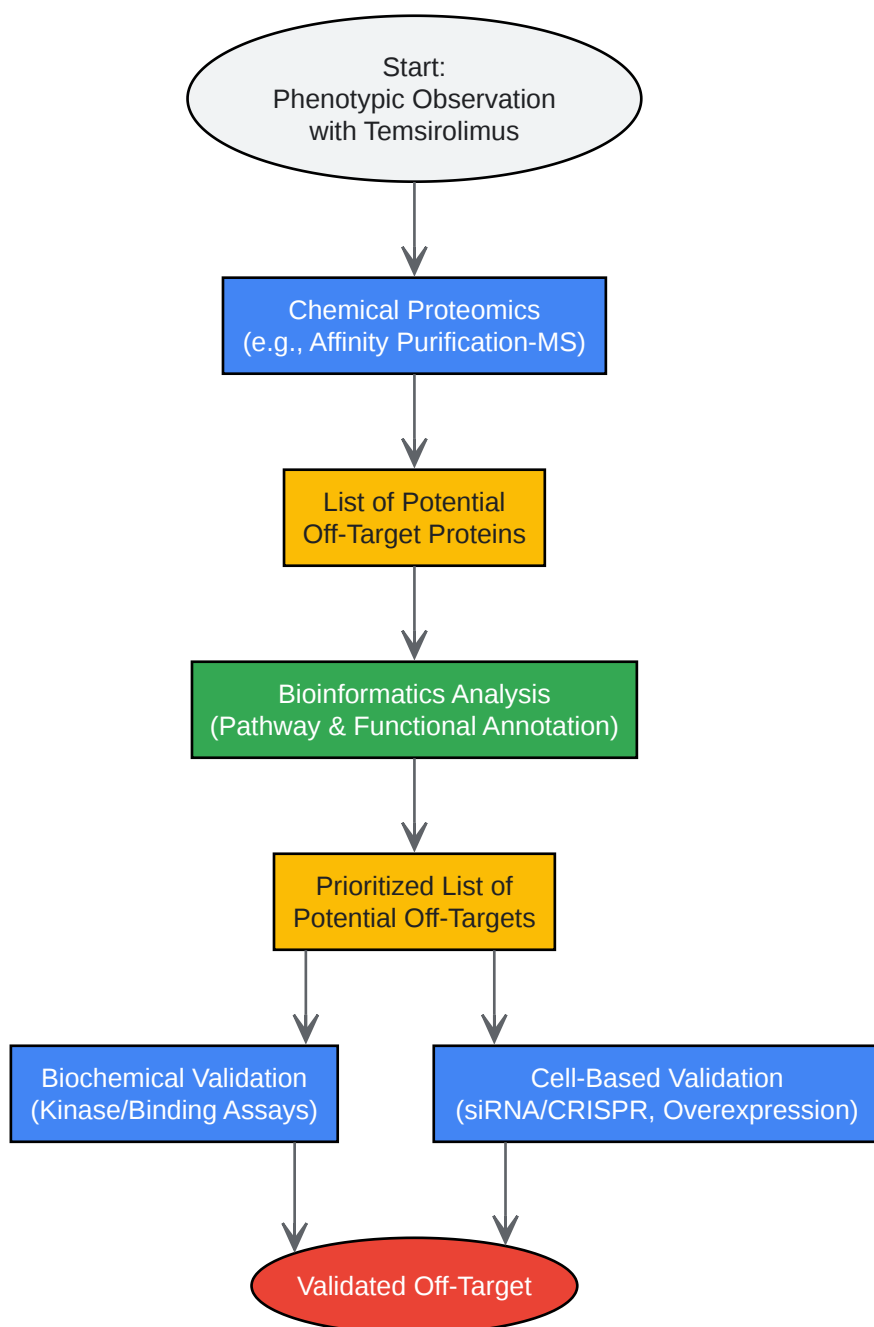 Start:
Phenotypic Observation
with Temsirolimus
Chemical Proteomics
(e.g., Affinity Purification-MS)
List of Potential
Off-Target Proteins
Bioinformatics Analysis
(Pathway & Functional Annotation)
Prioritized List of
Potential Off-Targets
Biochemical Validation
(Kinase/Binding Assays)
Cell-Based Validation
(siRNA/CRISPR, Overexpression)
Validated Off-Target